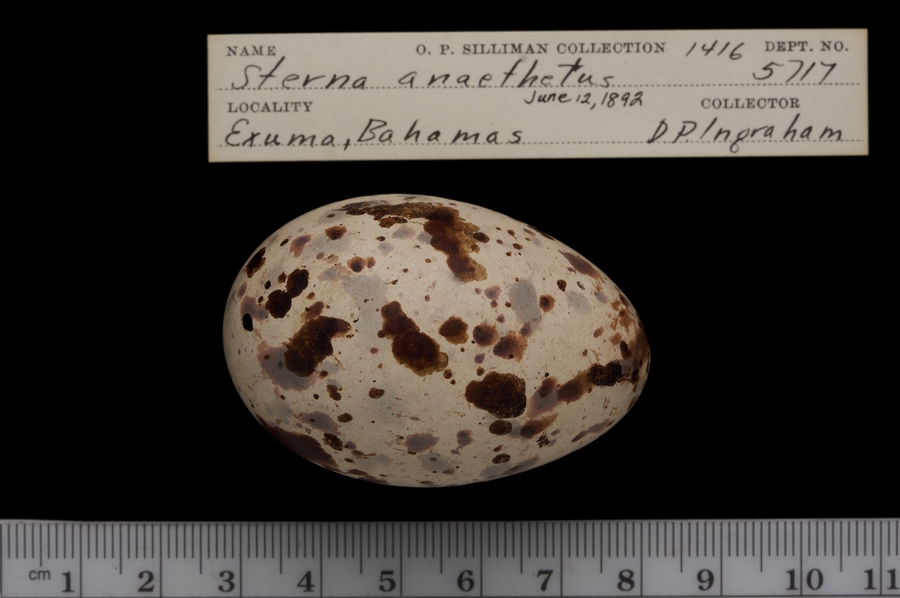 NAME O. P. SILLIMAN COLLECTION 1416 DEPT. NO.
Sterna anaethetus 5717
LOCALITY June 12, 1892 COLLECTOR
Exuma, Bahamas D.P. Ingraham
cm 1 2 3 4 5 6 7 8 9 10 11